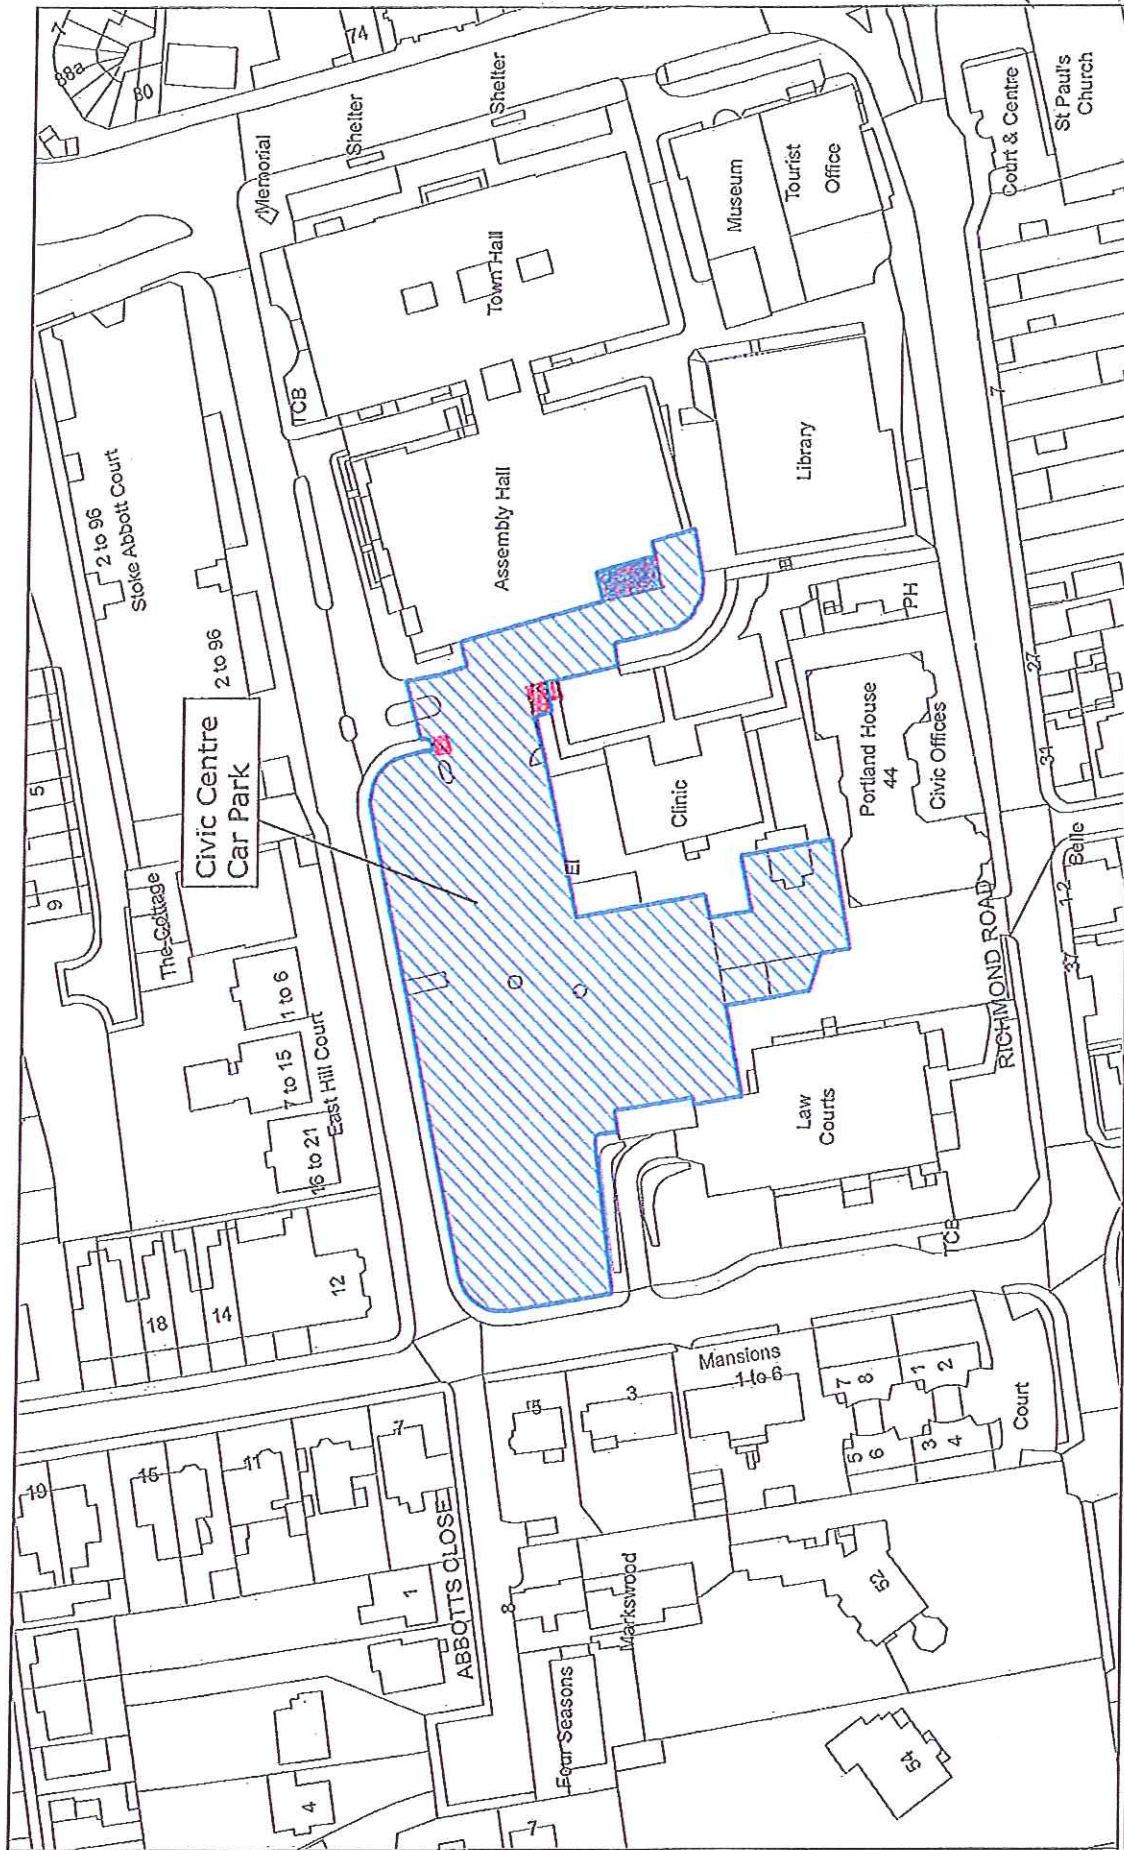 Civic Centre
Car Park
7
88a
80
74
Memorial
Shelter
Shelter
Town Hall
TCB
Museum
Tourist
Office
Court & Centre
St Paul's
Church
2 to 96
Stoke Abbott Court
2 to 96
Assembly Hall
Library
7
5
9
The Cottage
1 to 6
7 to 15
16 to 21
East Hill Court
El
Clinic
PH
Portland House
44
Civic Offices
27
31
Belle
12
37
RICHMOND ROAD
Law
Courts
TCB
18
14
12
19
15
11
7
5
3
Mansions
1 to 6
7
8
1
2
5
6
3
4
Court
ABBOTTS CLOSE
1
8
Markswood
Four Seasons
52
54
4
7